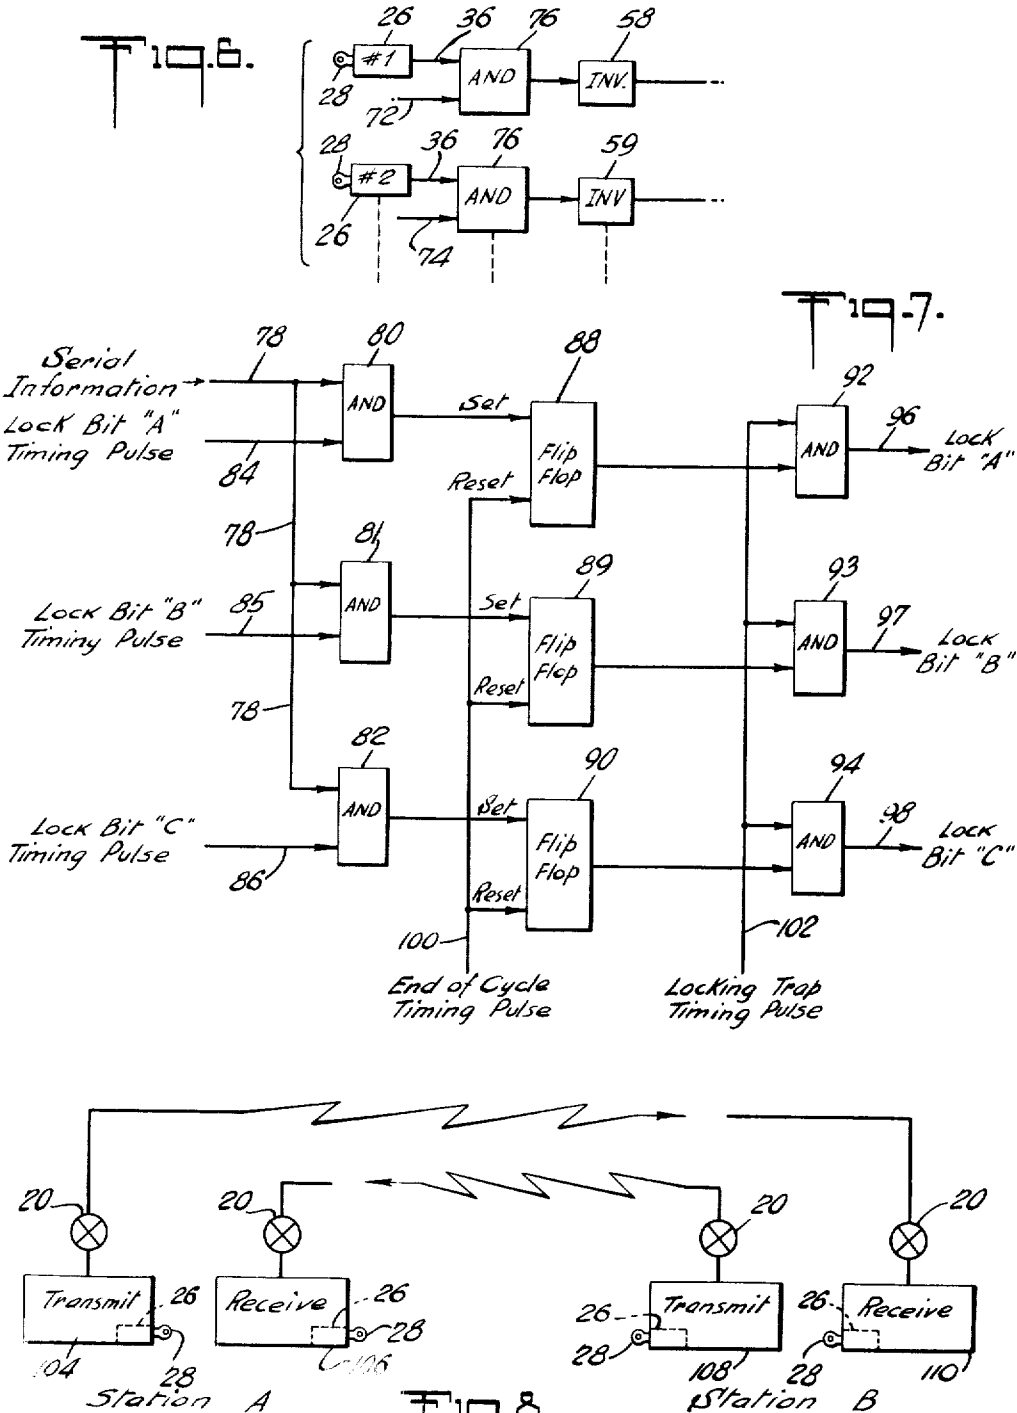 Fig.6.
26 36 76 58
#1 AND INV.
28 72
28 36 76 59
#2 AND INV
26 74
Fig.7.
78 80 88 92
Serial
Information
AND Set Flip Flop AND 96 Lock Bit "A"
Lock Bit "A"
Timing Pulse
84 Reset
78 81 89 93
Lock Bit "B"
Timiny Pulse
85 AND Set Flip Flop AND 97 Lock Bit "B"
78 Reset
82 90 94
Lock Bit "C"
Timing Pulse
86 AND Set Flip Flop AND 98 Lock Bit "C"
Reset
100 102
End of Cycle
Timing Pulse
Locking Trap
Timing Pulse
20 20 20 20
Transmit 26 Receive 26 26 Transmit 26 Receive
104 28 106 28 28 108 28 110
Station A Station B
Fig 8